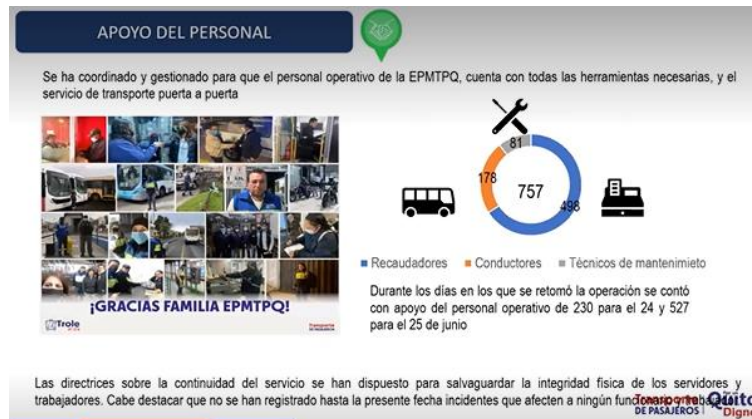 APOYO DEL PERSONAL
Se ha coordinado y gestionado para que el personal operativo de la EPMTPQ, cuenta con todas las herramientas necesarias, y el
servicio de transporte puerta a puerta
81
178
757
498
Recaudadores Conductores Técnicos de mantenimieto
¡GRACIAS FAMILIA EPMTPQ!
Trole
Durante los días en los que se retomó la operación se contó
con apoyo del personal operativo de 230 para el 24 y 527
para el 25 de junio
Las directrices sobre la continuidad del servicio se han dispuesto para salvaguardar la integridad física de los servidores y
trabajadores. Cabe destacar que no se han registrado hasta la presente fecha incidentes que afecten a ningún
DE PASAJEROS Quito
Digno